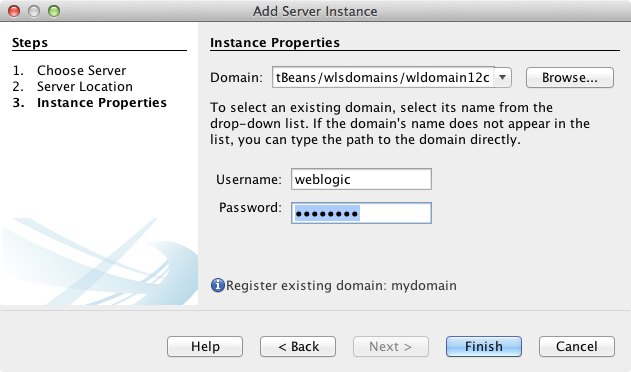 Add Server Instance
Steps
1. Choose Server
2. Server Location
3. Instance Properties
Instance Properties
Domain: tBeans/wlsdomains/wldomain12c Browse...
To select an existing domain, select its name from the
drop-down list. If the domain's name does not appear in the
list, you can type the path to the domain directly.
Username: weblogic
Password: ••••••••
Register existing domain: mydomain
Help < Back Next > Finish Cancel